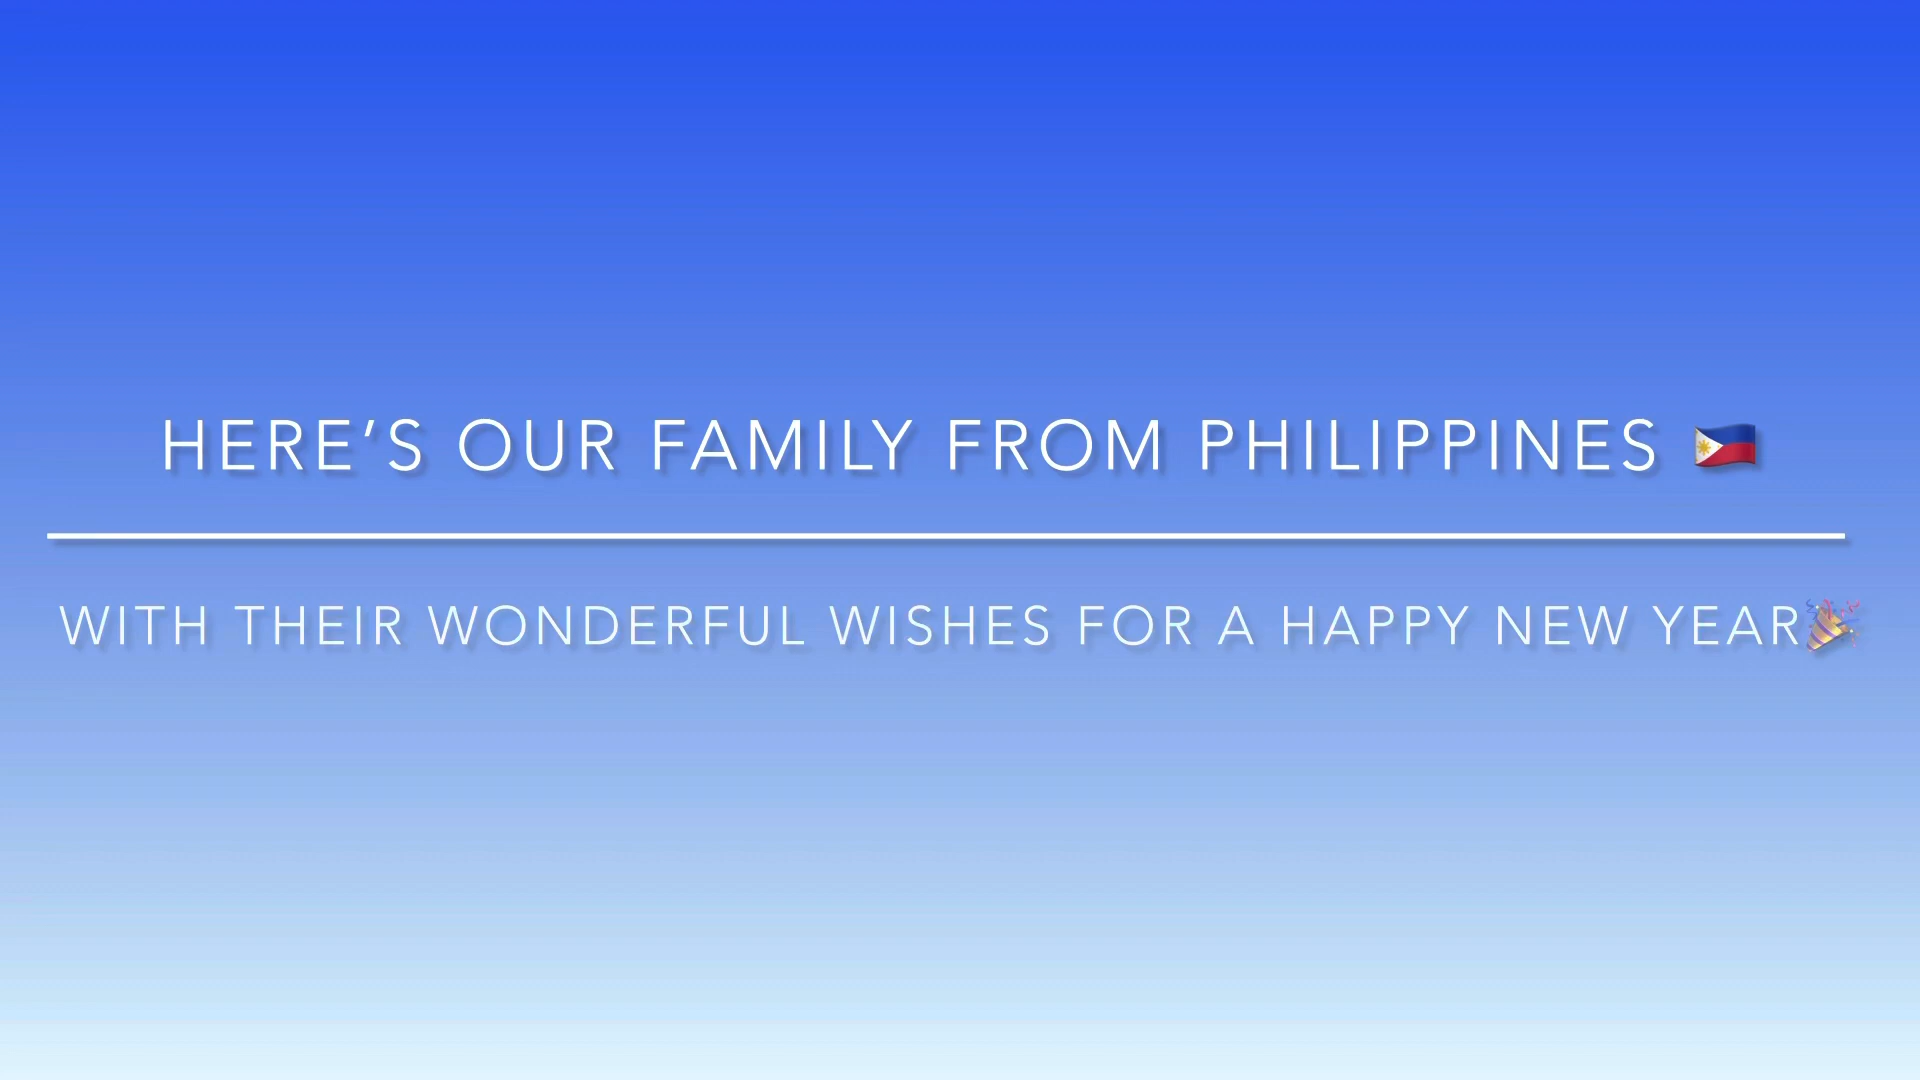 HERE’S OUR FAMILY FROM PHILIPPINES 🇵🇭
WITH THEIR WONDERFUL WISHES FOR A HAPPY NEW YEAR🎉